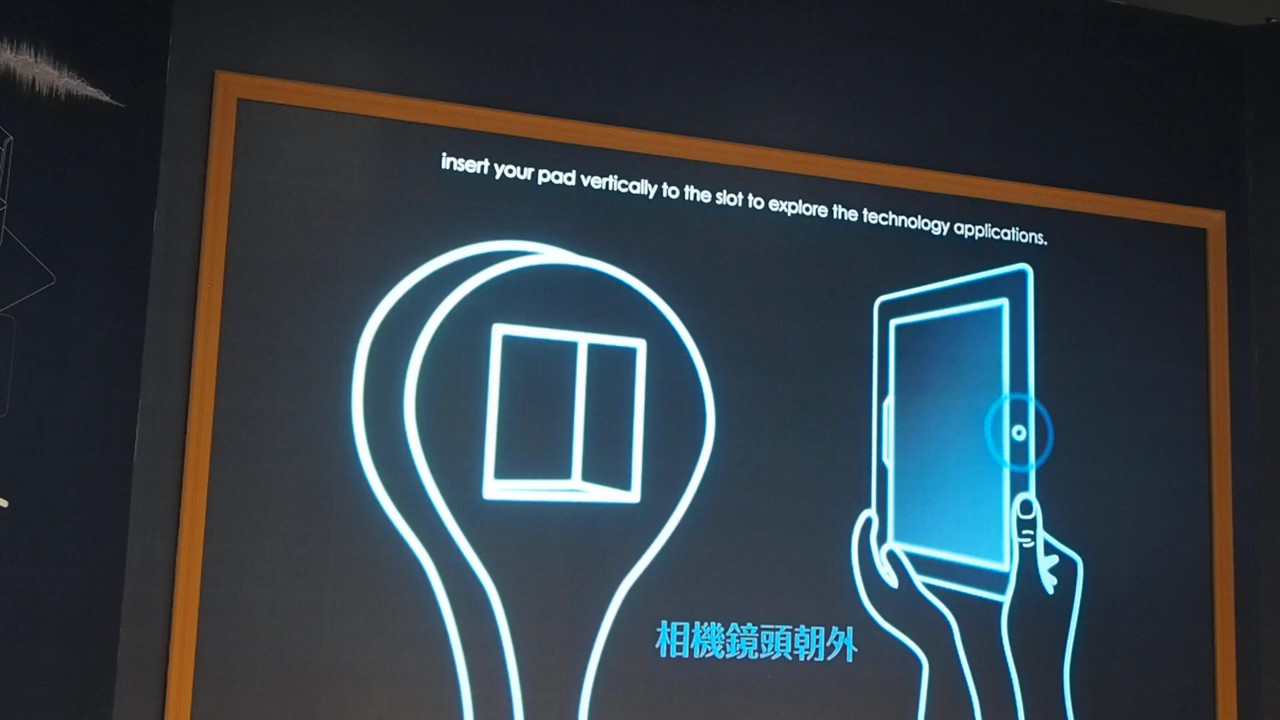 insert your pad vertically to the slot to explore the technology applications.
相機鏡頭朝外